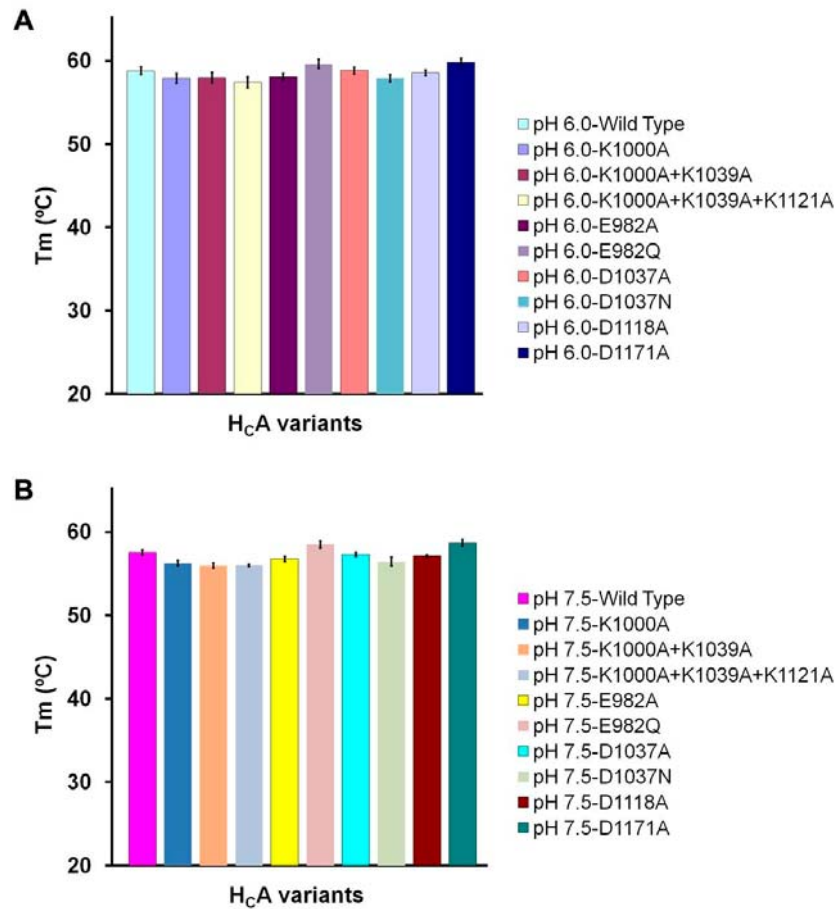 A
60
50
40
30
20
Tm (ºC)
HCA variants
pH 6.0-Wild Type
pH 6.0-K1000A
pH 6.0-K1000A+K1039A
pH 6.0-K1000A+K1039A+K1121A
pH 6.0-E982A
pH 6.0-E982Q
pH 6.0-D1037A
pH 6.0-D1037N
pH 6.0-D1118A
pH 6.0-D1171A
B
60
50
40
30
20
Tm (ºC)
HCA variants
pH 7.5-Wild Type
pH 7.5-K1000A
pH 7.5-K1000A+K1039A
pH 7.5-K1000A+K1039A+K1121A
pH 7.5-E982A
pH 7.5-E982Q
pH 7.5-D1037A
pH 7.5-D1037N
pH 7.5-D1118A
pH 7.5-D1171A